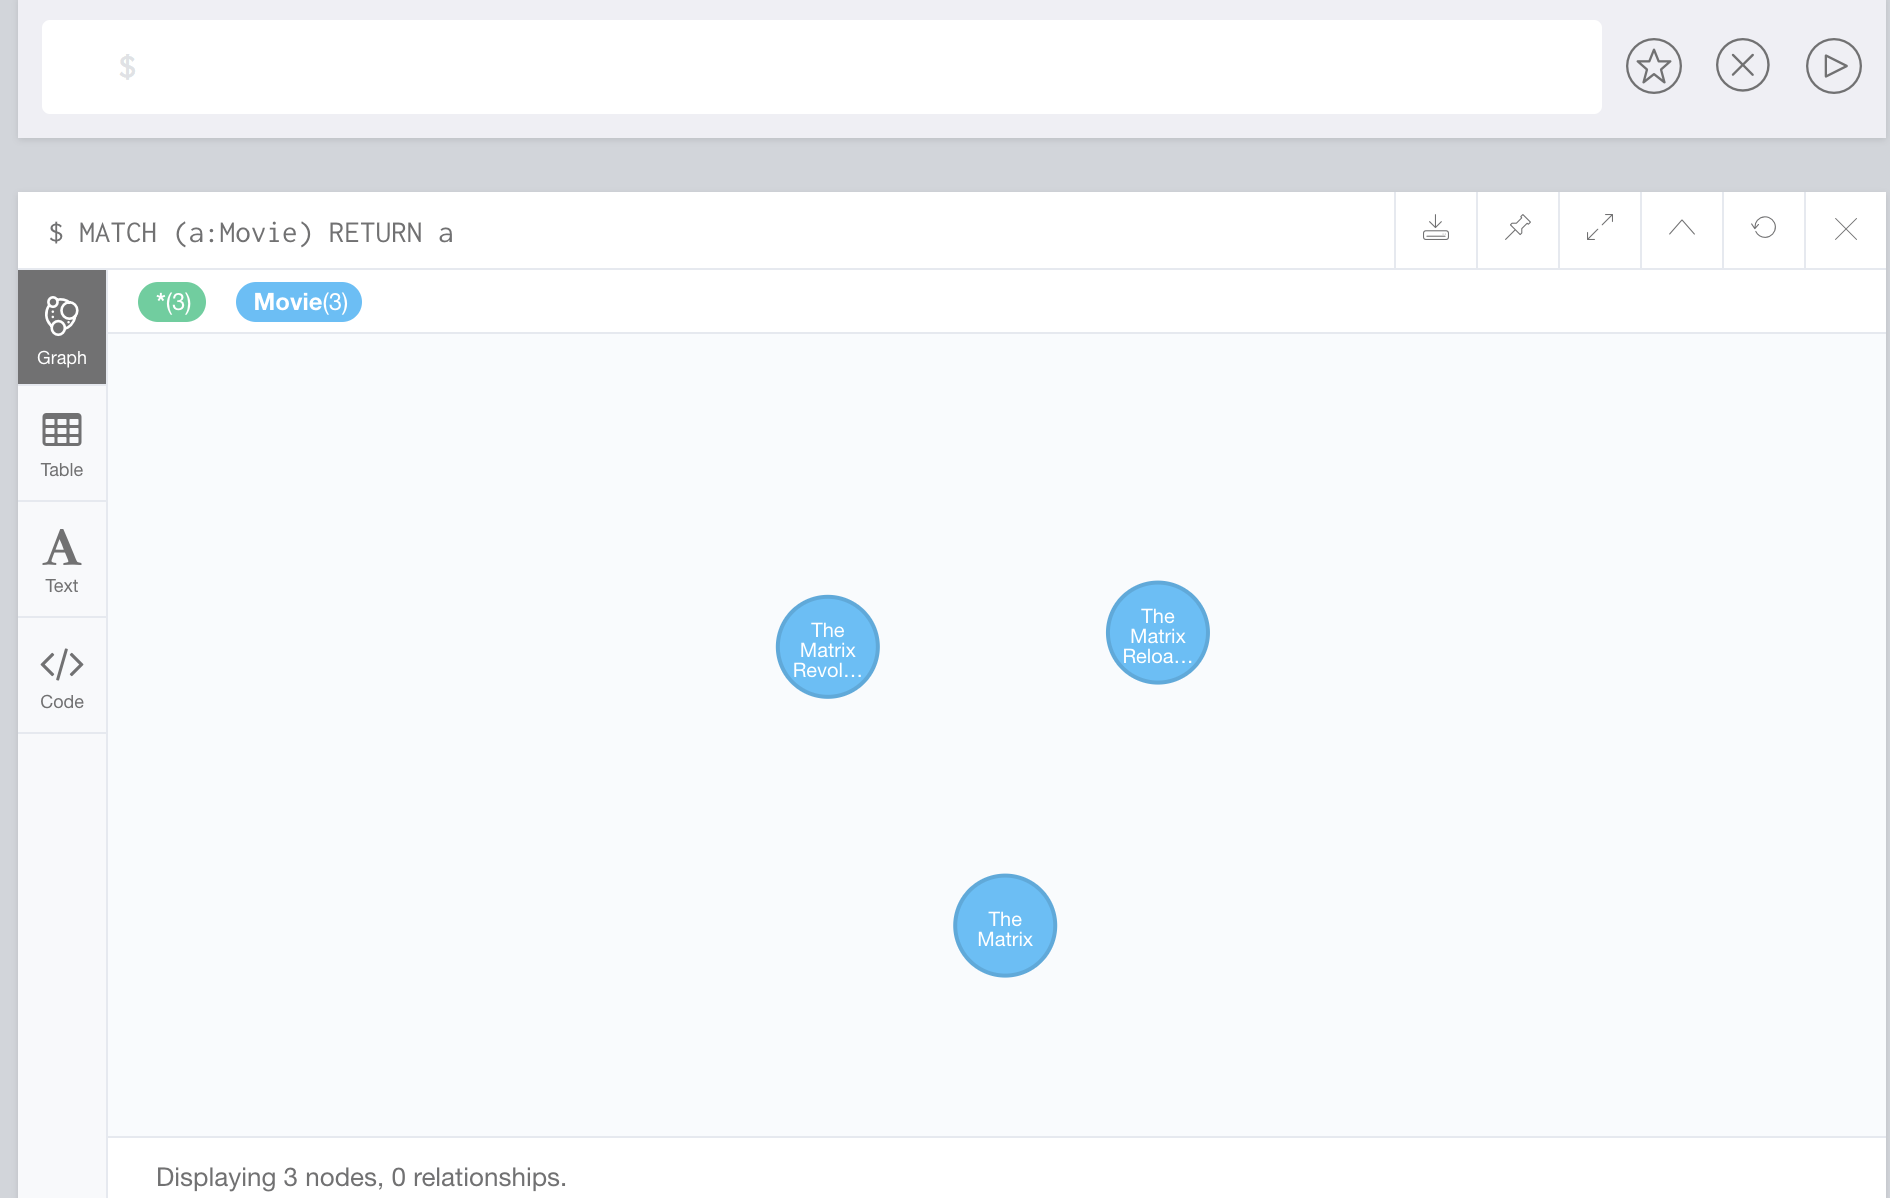 $
$ MATCH (a:Movie) RETURN a
*(3) Movie(3)
Graph
Table
A
Text
</> Code
The
Matrix
Revol...
The
Matrix
Reloa...
The
Matrix
Displaying 3 nodes, 0 relationships.